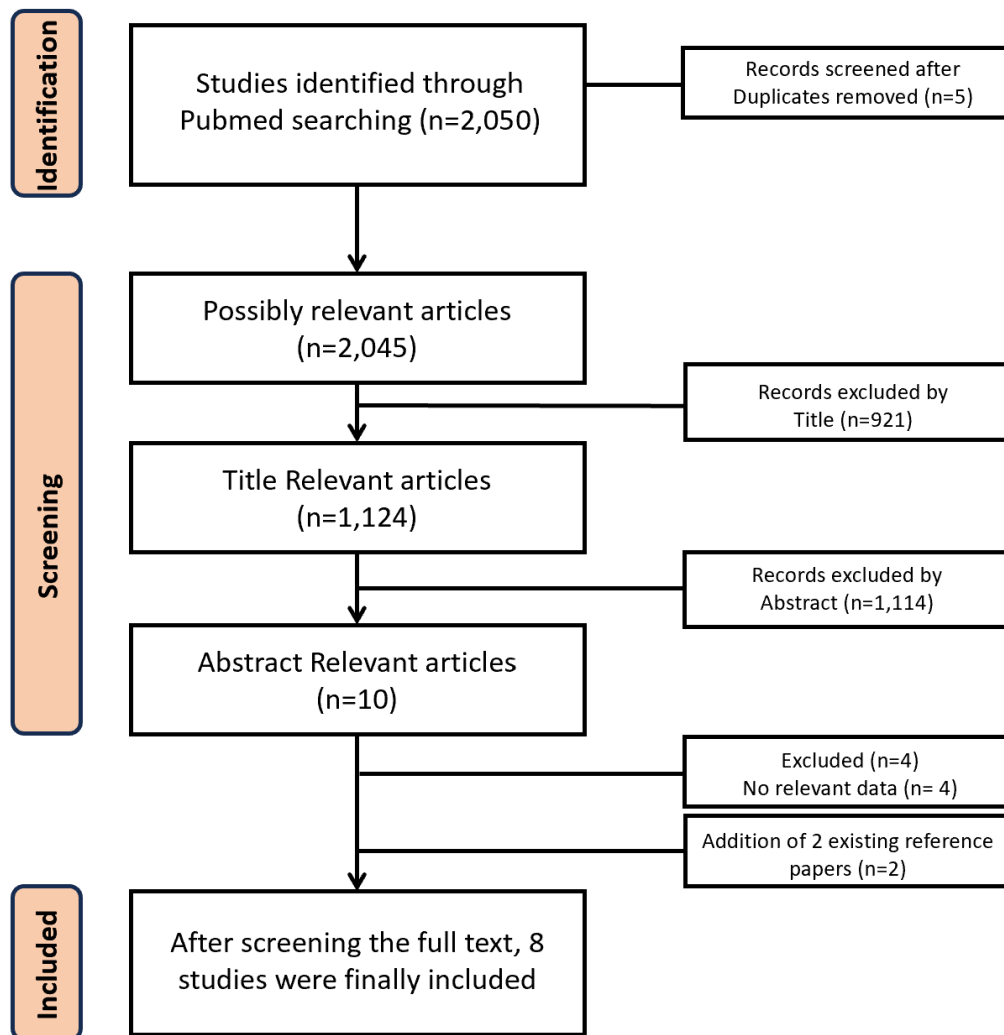 Identification
Studies identified through
Pubmed searching (n=2,050)
Records screened after
Duplicates removed (n=5)
Screening
Possibly relevant articles
(n=2,045)
Records excluded by
Title (n=921)
Title Relevant articles
(n=1,124)
Records excluded by
Abstract (n=1,114)
Abstract Relevant articles
(n=10)
Excluded (n=4)
No relevant data (n= 4)
Addition of 2 existing reference
papers (n=2)
Included
After screening the full text, 8
studies were finally included